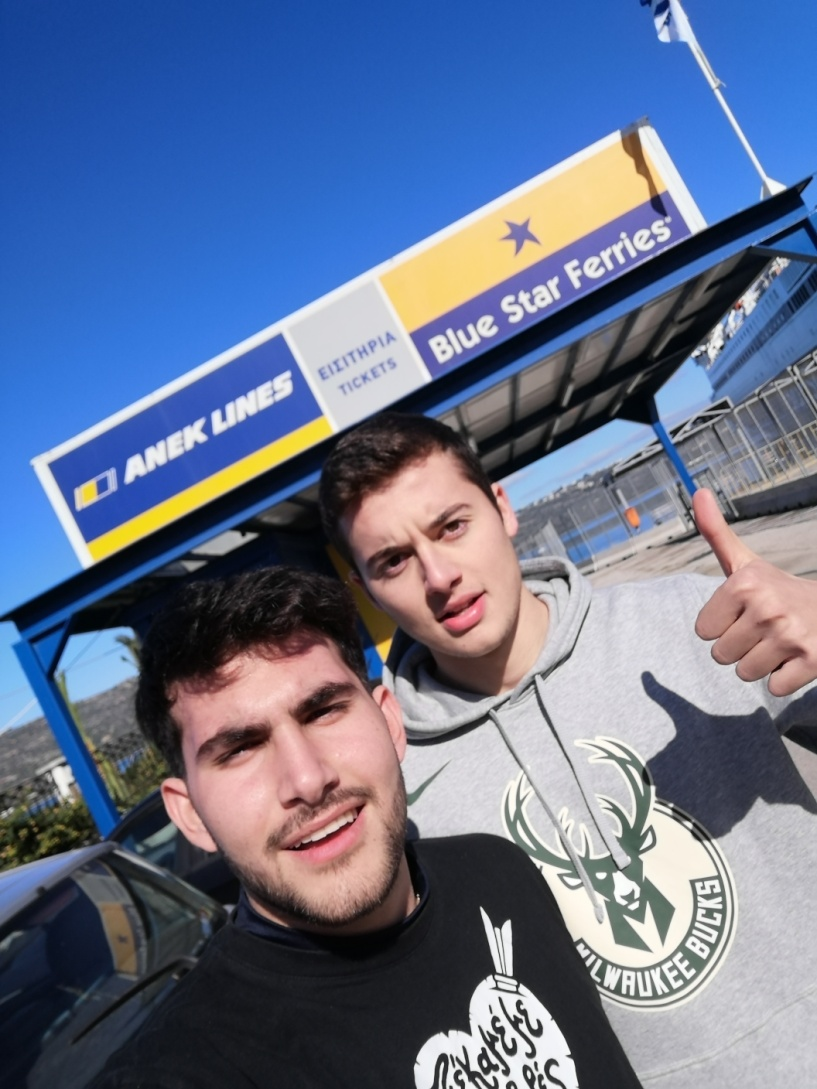 ANEK LINES
ΕΙΣΙΤΗΡΙΑ
TICKETS
Blue Star Ferries
MILWAUKEE BUCKS